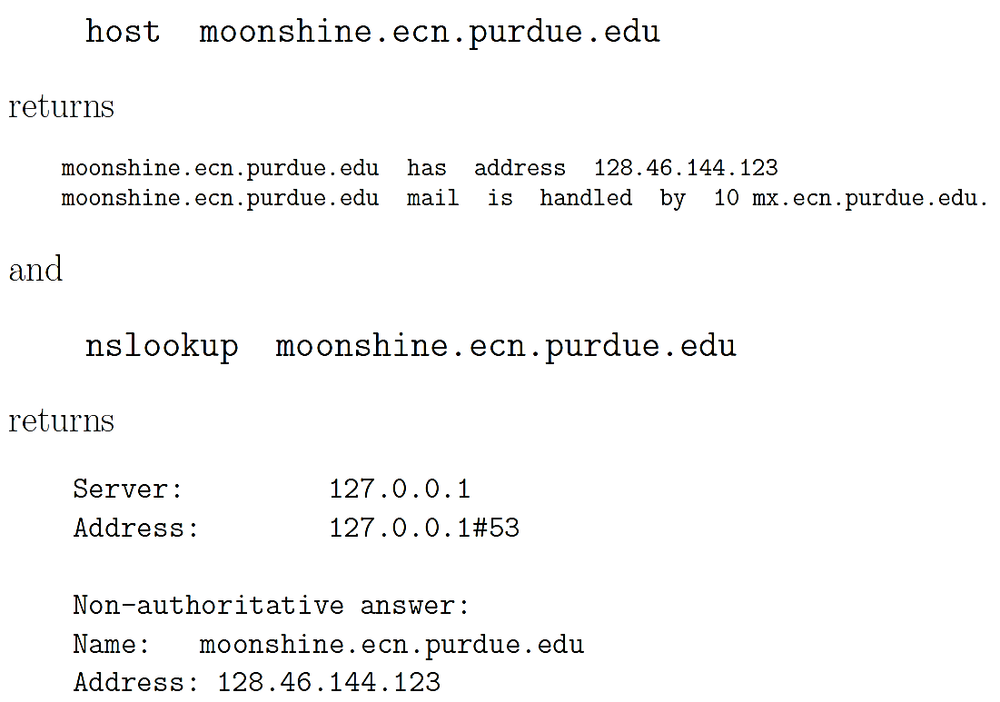 host moonshine.ecn.purdue.edu
returns
moonshine.ecn.purdue.edu has address 128.46.144.123
moonshine.ecn.purdue.edu mail is handled by 10 mx.ecn.purdue.edu.
and
nslookup moonshine.ecn.purdue.edu
returns
Server: 127.0.0.1
Address: 127.0.0.1#53
Non-authoritative answer:
Name: moonshine.ecn.purdue.edu
Address: 128.46.144.123